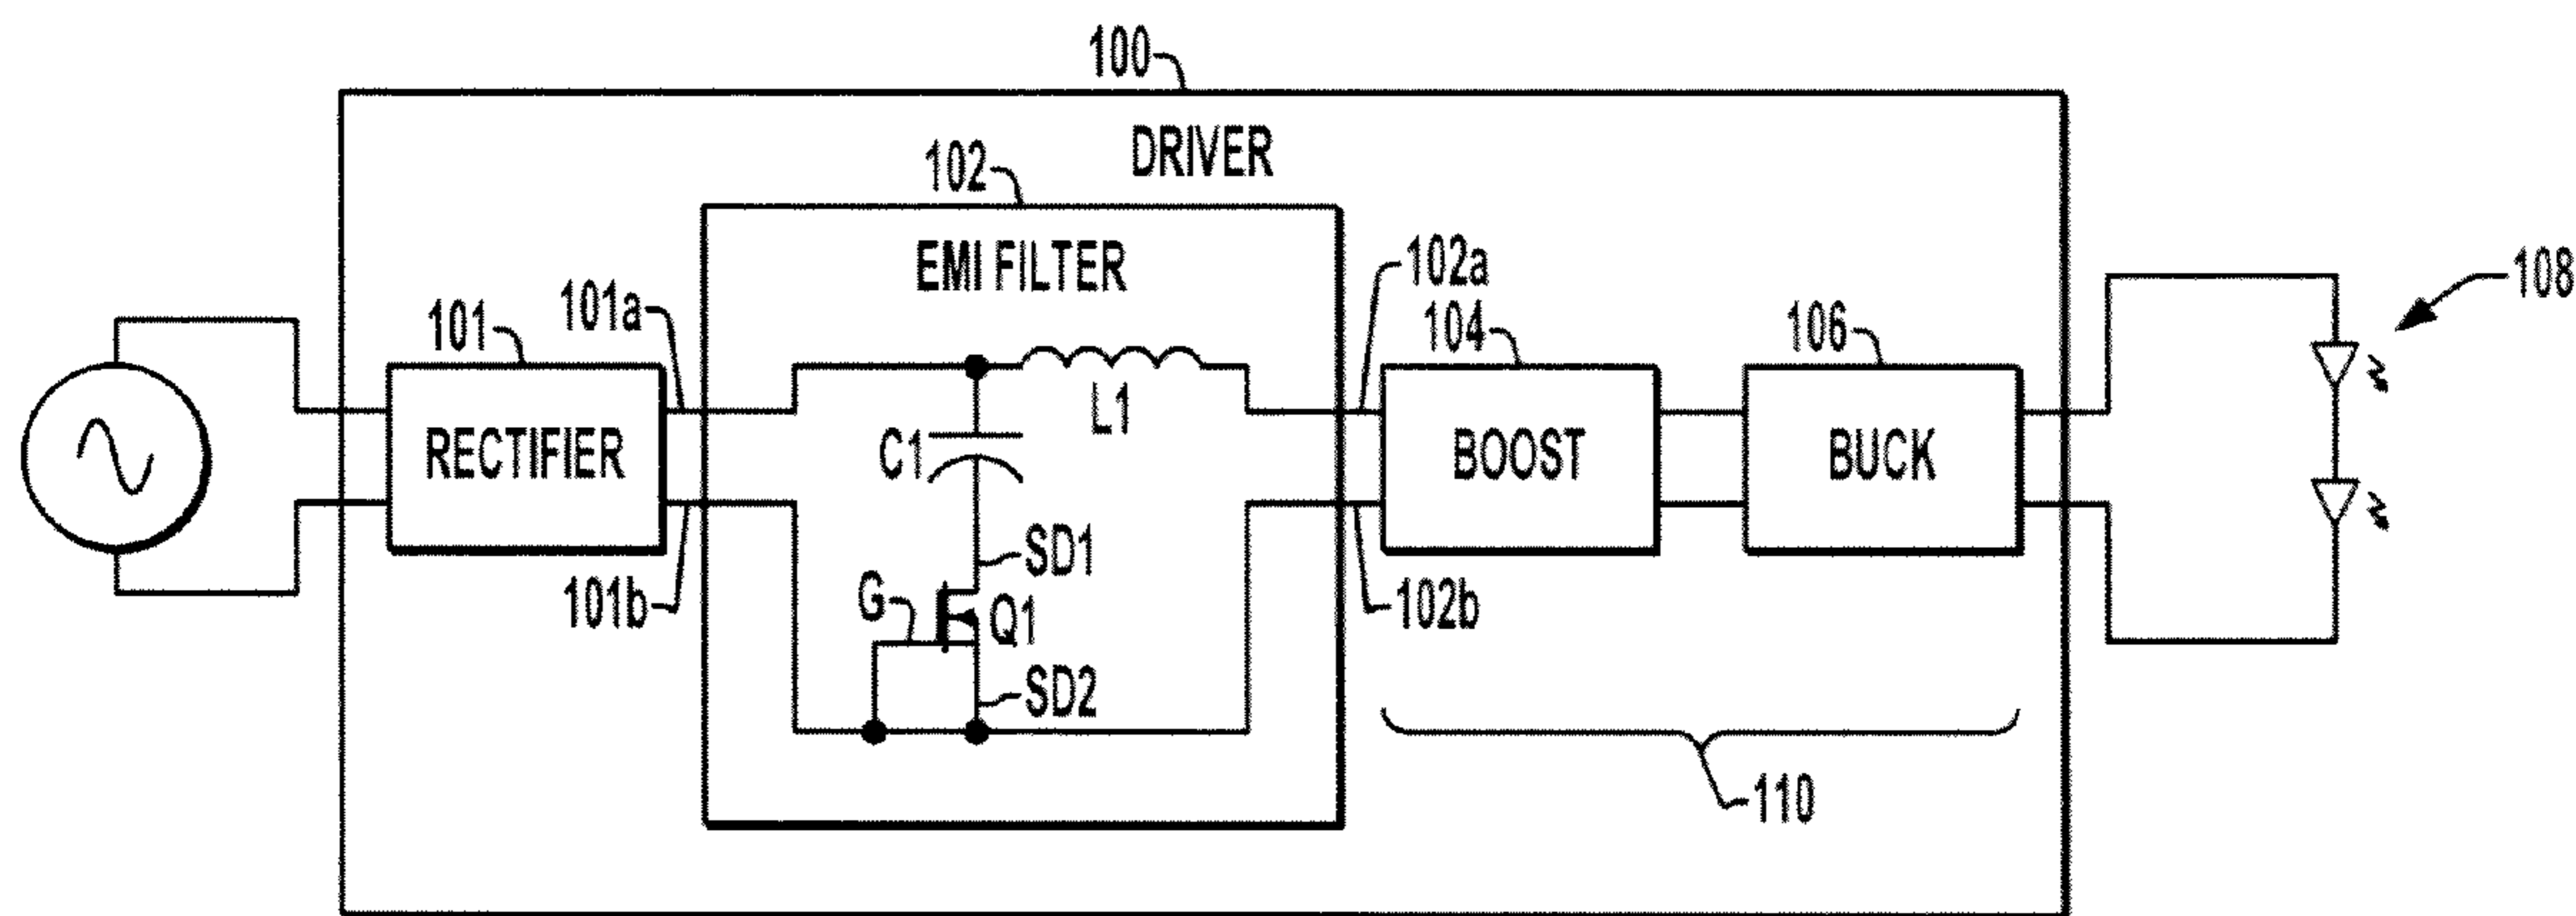 100
DRIVER
102
EMI FILTER
101
101a
102a
104
106
108
RECTIFIER
C1
L1
BOOST
BUCK
101b
SD1
G
Q1
102b
SD2
110